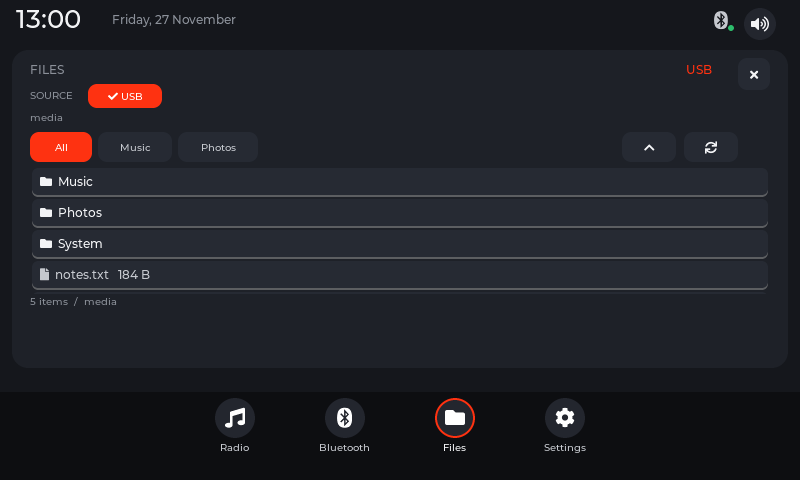 13:00 Friday, 27 November
FILES USB
SOURCE USB
media
All Music Photos
Music
Photos
System
notes.txt 184 B
5 items / media
Radio Bluetooth Files Settings